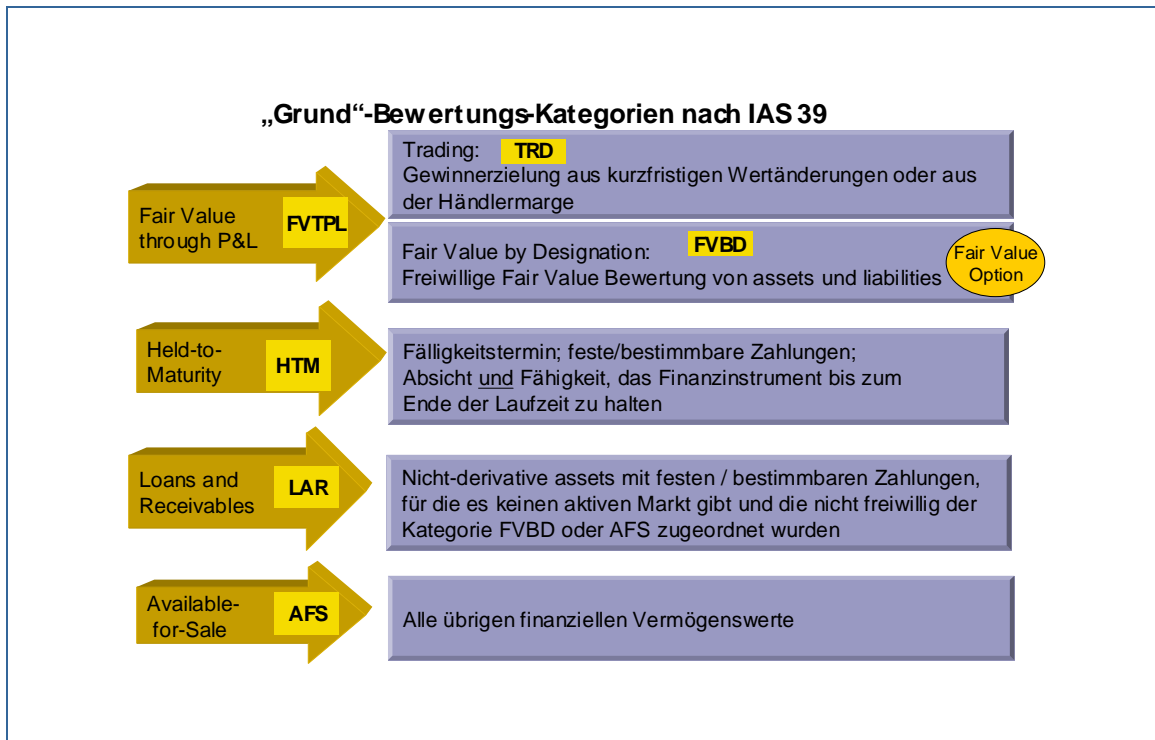 „Grund“-Bewertungs-Kategorien nach IAS 39
Fair Value
through P&L
FVTPL
Trading: TRD
Gewinnerzielung aus kurzfristigen Wertänderungen oder aus
der Händlermarge
Fair Value by Designation: FVBD
Freiwillige Fair Value Bewertung von assets und liabilities
Fair Value
Option
Held-to-
Maturity
HTM
Fälligkeitstermin; feste/bestimmbare Zahlungen;
Absicht und Fähigkeit, das Finanzinstrument bis zum
Ende der Laufzeit zu halten
Loans and
Receivables
LAR
Nicht-derivative assets mit festen / bestimmbaren Zahlungen,
für die es keinen aktiven Markt gibt und die nicht freiwillig der
Kategorie FVBD oder AFS zugeordnet wurden
Available-
for-Sale
AFS
Alle übrigen finanziellen Vermögenswerte